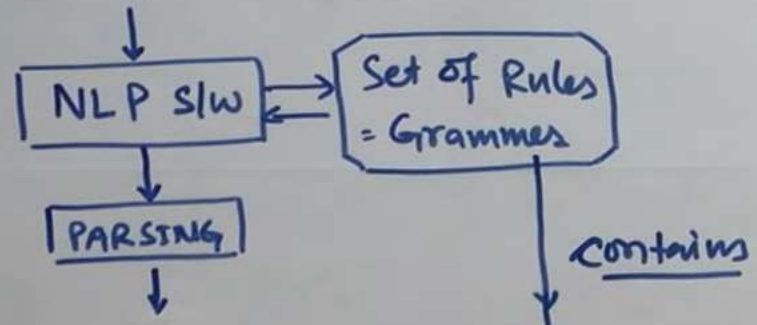 NLP S/W
Set of Rules
= Grammes
PARSING
contains